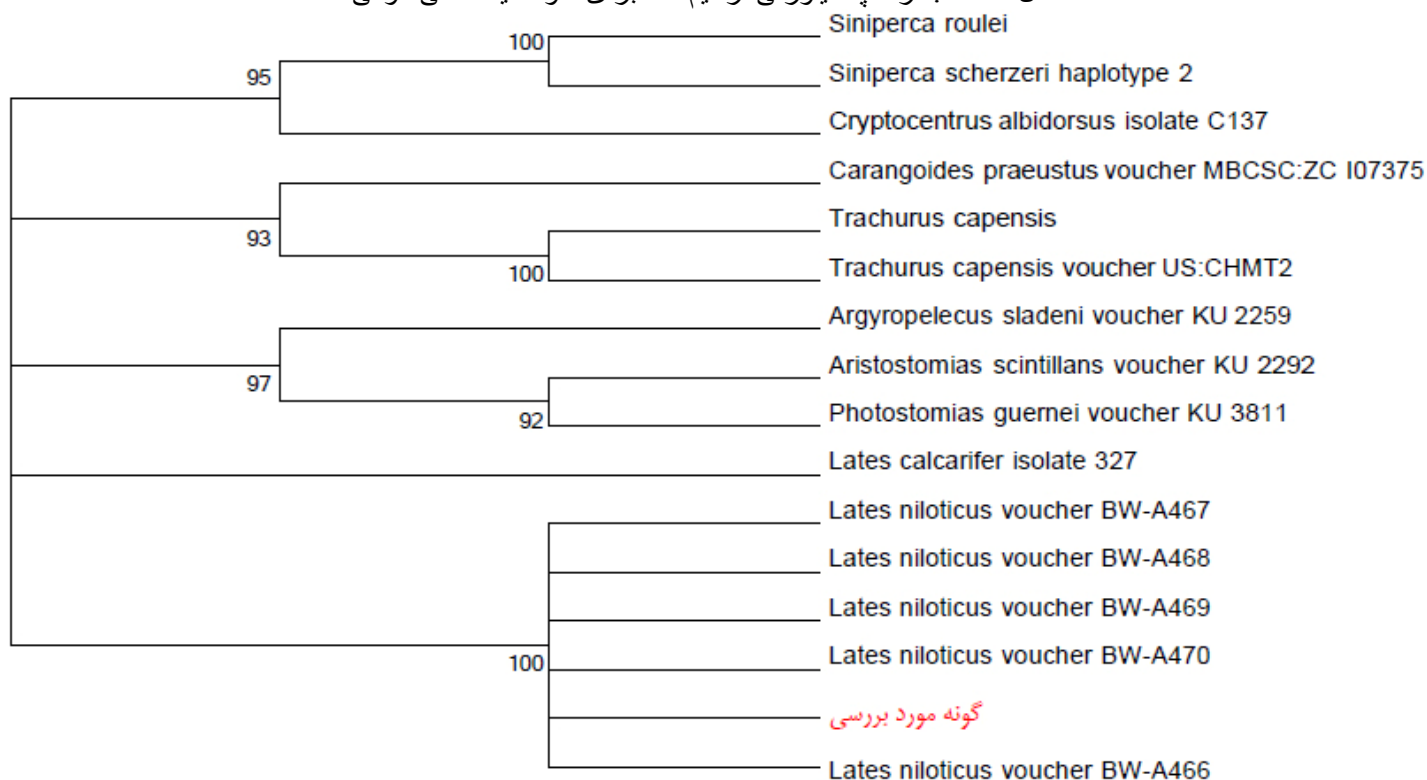 Siniperca roulei
100
Siniperca scherzeri haplotype 2
95
Cryptocentrus albidorsus isolate C137
Carangoides praeustus voucher MBCSC:ZC I07375
Trachurus capensis
93
Trachurus capensis voucher US:CHMT2
100
Argyropelecus sladeni voucher KU 2259
Aristostomias scintillans voucher KU 2292
97
Photostomias guernei voucher KU 3811
92
Lates calcarifer isolate 327
Lates niloticus voucher BW-A467
Lates niloticus voucher BW-A468
Lates niloticus voucher BW-A469
Lates niloticus voucher BW-A470
100
گونه مورد بررسی
Lates niloticus voucher BW-A466